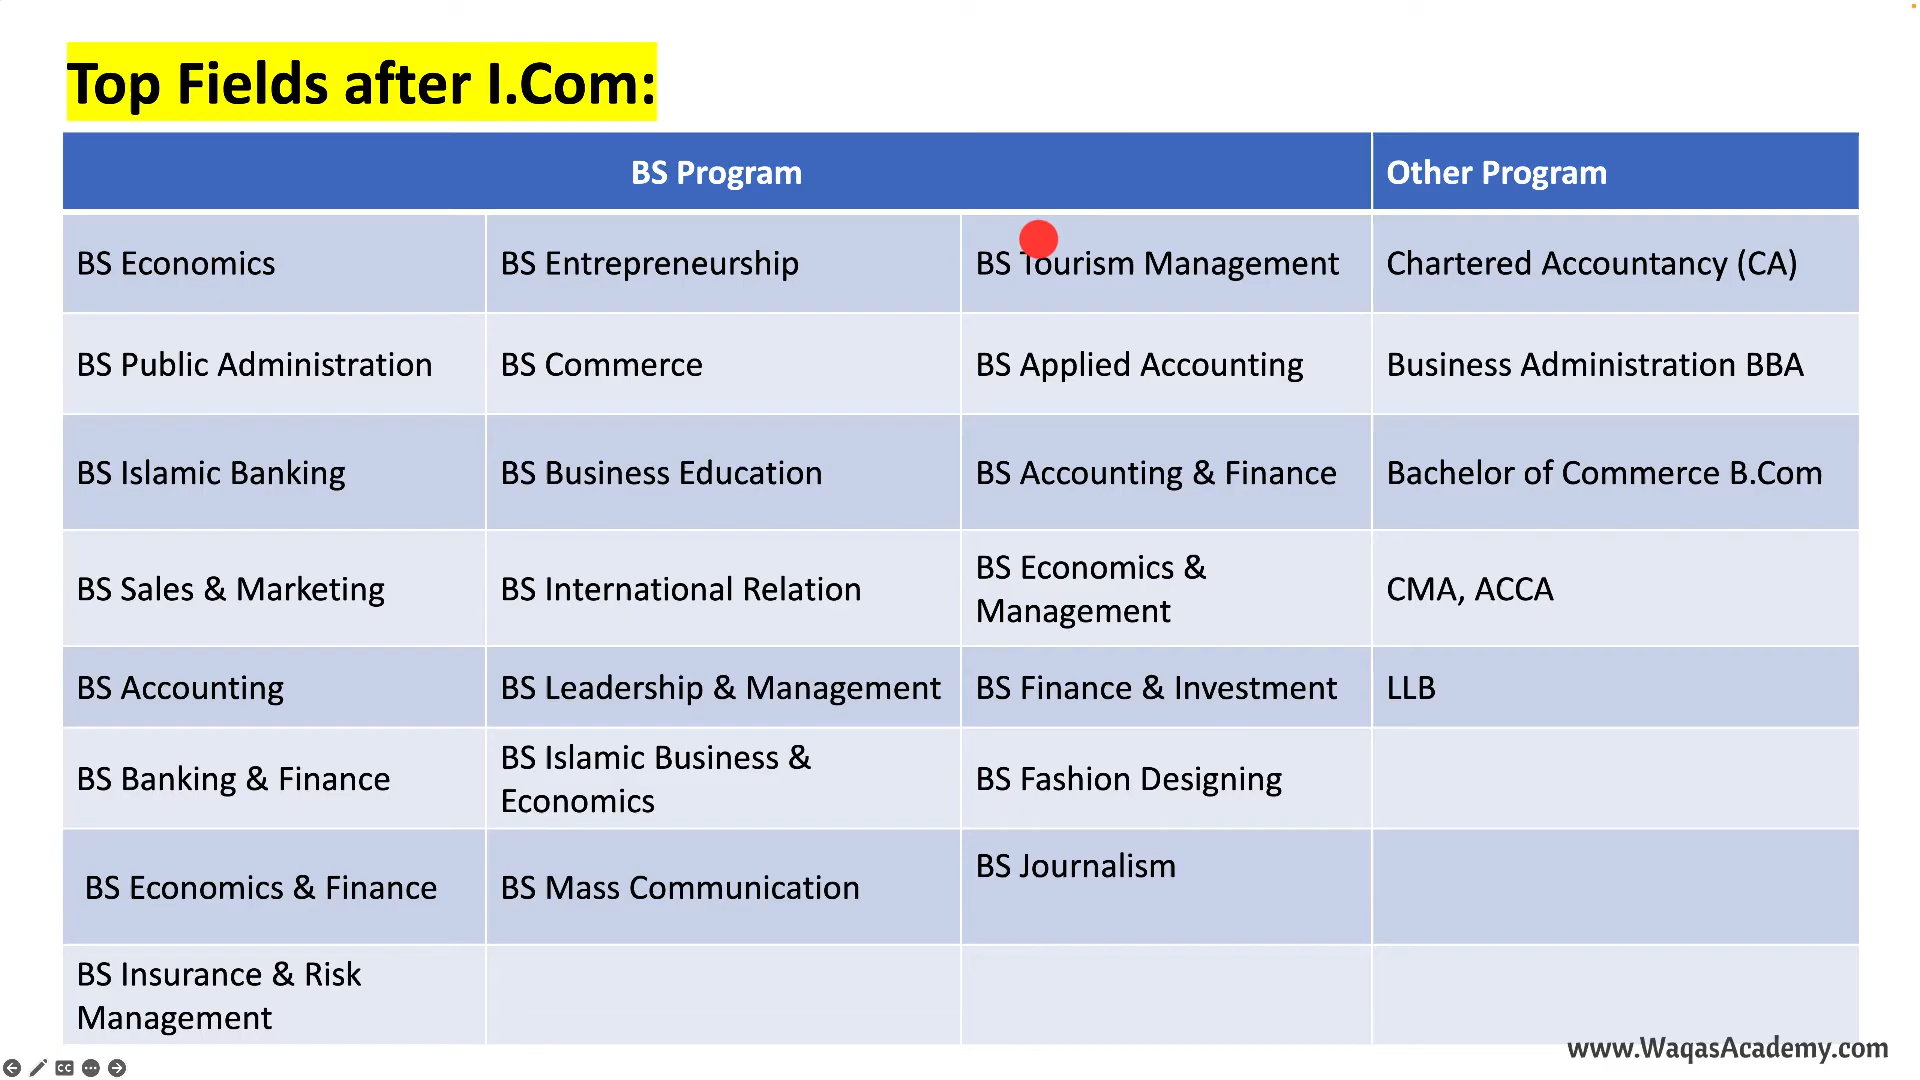 Top Fields after I.Com:
BS Program
Other Program
BS Economics
BS Entrepreneurship
BS Tourism Management
Chartered Accountancy (CA)
BS Public Administration
BS Commerce
BS Applied Accounting
Business Administration BBA
BS Islamic Banking
BS Business Education
BS Accounting & Finance
Bachelor of Commerce B.Com
BS Sales & Marketing
BS International Relation
BS Economics &
Management
CMA, ACCA
BS Accounting
BS Leadership & Management
BS Finance & Investment
LLB
BS Banking & Finance
BS Islamic Business &
Economics
BS Fashion Designing
BS Economics & Finance
BS Mass Communication
BS Journalism
BS Insurance & Risk
Management
www.WaqasAcademy.com
CC